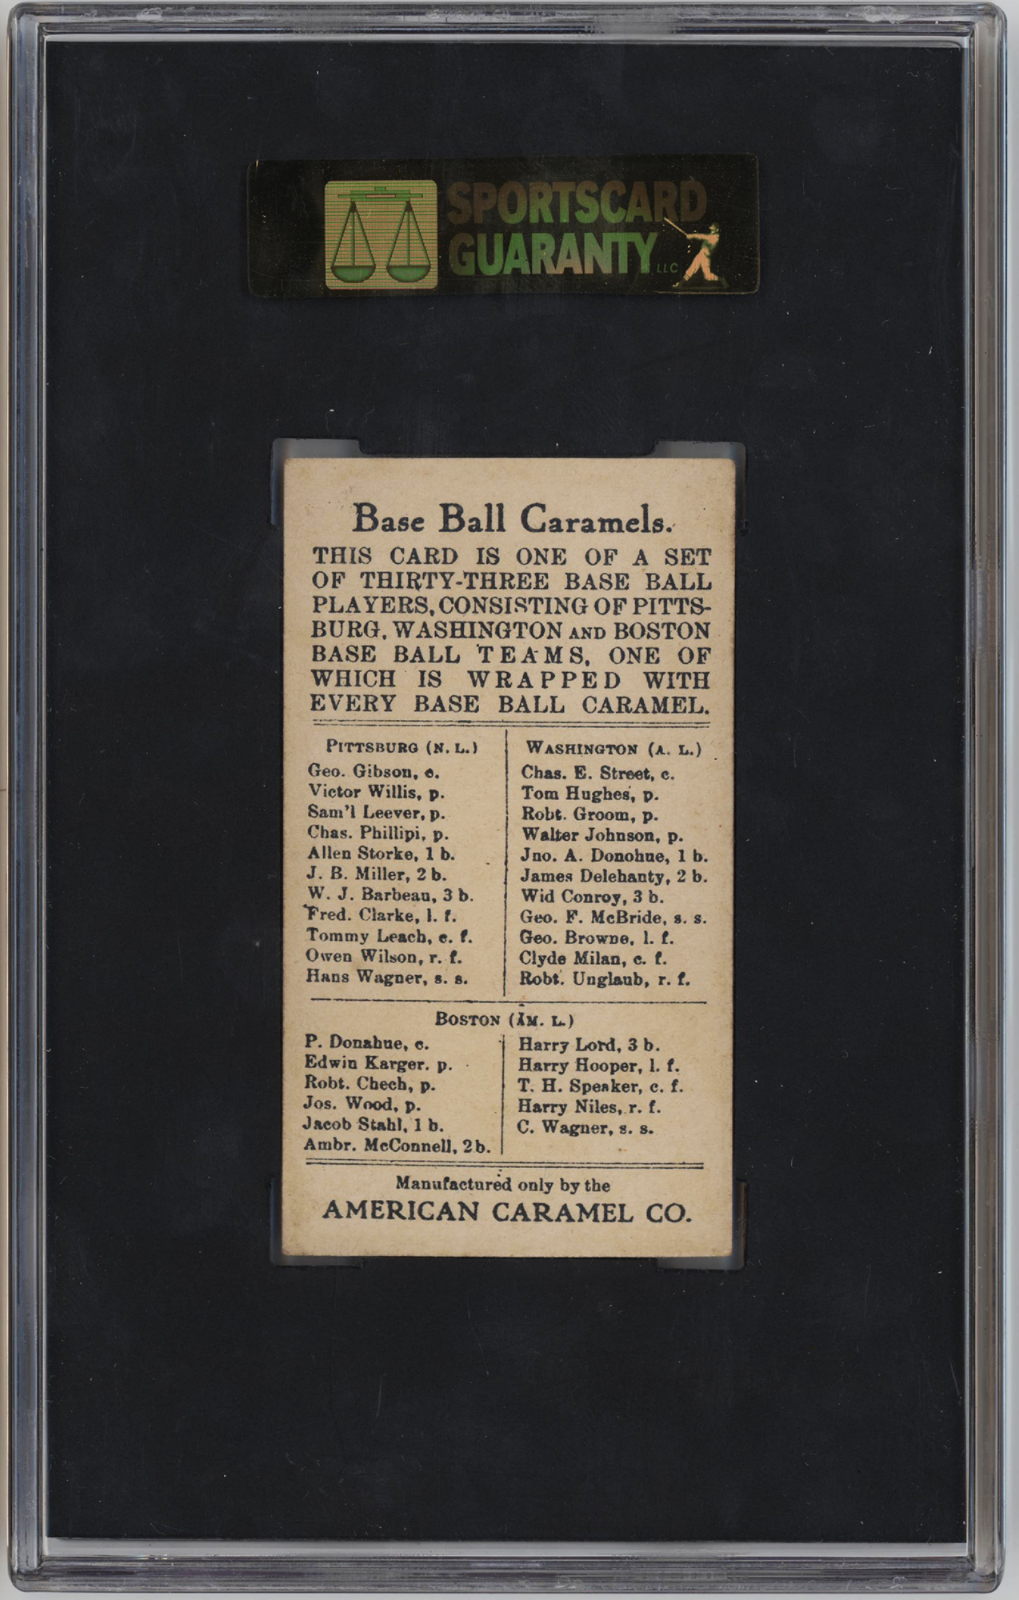 SPORTSCARD
GUARANTY LLC
Base Ball Caramels.
THIS CARD IS ONE OF A SET
OF THIRTY-THREE BASE BALL
PLAYERS, CONSISTING OF PITTS-
BURG, WASHINGTON AND BOSTON
BASE BALL TEAMS, ONE OF
WHICH IS WRAPPED WITH
EVERY BASE BALL CARAMEL.
PITTSBURG (N. L.)
Geo. Gibson, c.
Victor Willis, p.
Sam'l Leever, p.
Chas. Phillipi, p.
Allen Storke, 1 b.
J. B. Miller, 2 b.
W. J. Barbeau, 3 b.
Fred. Clarke, l. f.
Tommy Leach, c. f.
Owen Wilson, r. f.
Hans Wagner, s. s.
WASHINGTON (A. L.)
Chas. E. Street, c.
Tom Hughes, p.
Robt. Groom, p.
Walter Johnson, p.
Jno. A. Donohue, 1 b.
James Delehanty, 2 b.
Wid Conroy, 3 b.
Geo. F. McBride, s. s.
Geo. Browne, l. f.
Clyde Milan, c. f.
Robt. Unglaub, r. f.
BOSTON (AM. L.)
P. Donahue, c.
Edwin Karger. p.
Robt. Chech, p.
Jos. Wood, p.
Jacob Stahl, 1 b.
Ambr. McConnell, 2 b.
Harry Lord, 3 b.
Harry Hooper, l. f.
T. H. Speaker, c. f.
Harry Niles, r. f.
C. Wagner, s. s.
Manufactured only by the
AMERICAN CARAMEL CO.